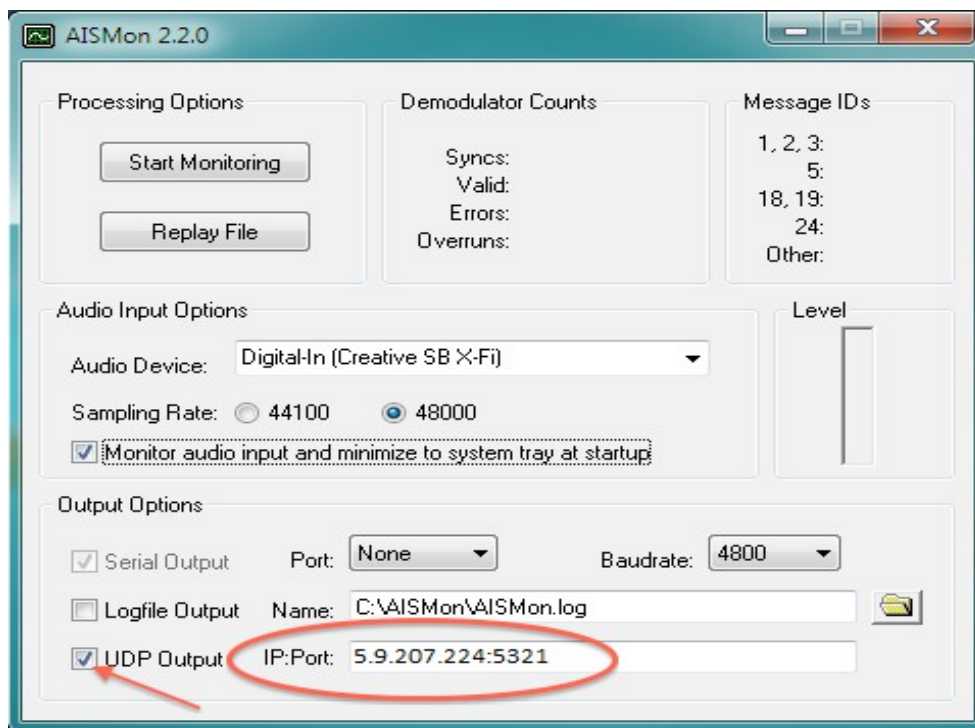 AISMon 2.2.0
Processing Options
Start Monitoring
Replay File
Demodulator Counts
Syncs:
Valid:
Errors:
Overruns:
Message IDs
1, 2, 3:
5:
18, 19:
24:
Other:
Audio Input Options
Audio Device: Digital-In (Creative SB X-Fi)
Sampling Rate: 44100 48000
Monitor audio input and minimize to system tray at startup
Level
Output Options
Serial Output Port: None Baudrate: 4800
Logfile Output Name: C:\AISMon\AISMon.log
UDP Output IP:Port: 5.9.207.224:5321